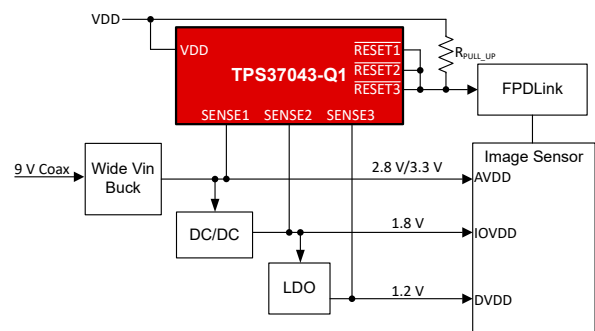 VDD
VDD
RESET1
RESET2
RESET3
TPS37043-Q1
SENSE1 SENSE2 SENSE3
RPULL_UP
FPDLink
Image Sensor
9 V Coax
Wide Vin
Buck
2.8 V/3.3 V
AVDD
DC/DC
1.8 V
IOVDD
LDO
1.2 V
DVDD